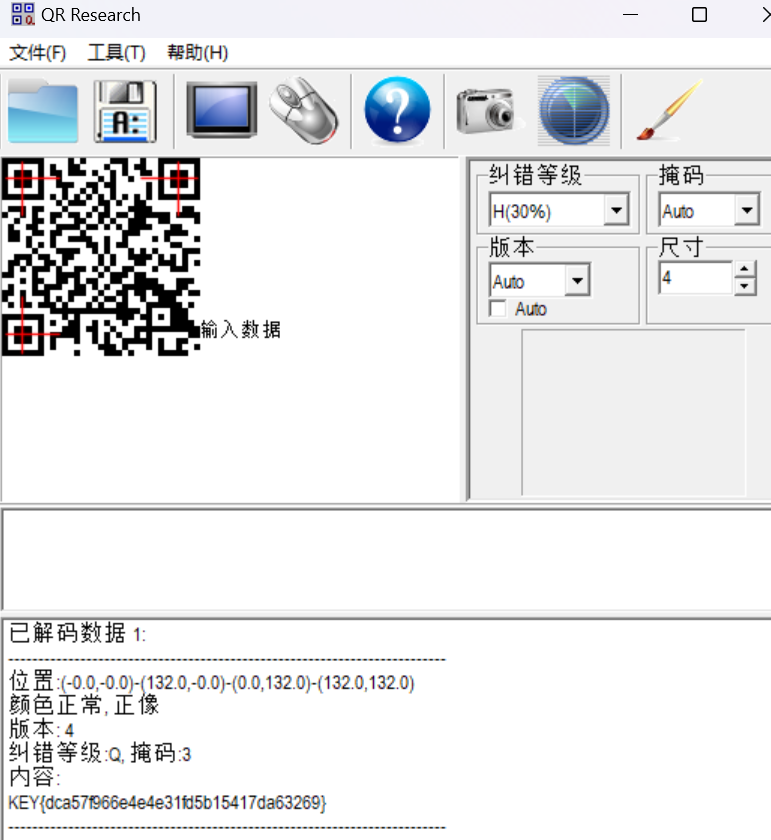 QR Research
文件(F) 工具(T) 帮助(H)
A:
纠错等级 掩码
H(30%) Auto
版本 尺寸
Auto 4
Auto
输入数据
已解码数据 1:
位置:(-0.0,-0.0)-(132.0,-0.0)-(0.0,132.0)-(132.0,132.0)
颜色正常, 正像
版本: 4
纠错等级:Q, 掩码:3
内容:
KEY{dca57f966e4e4e31fd5b15417da63269}